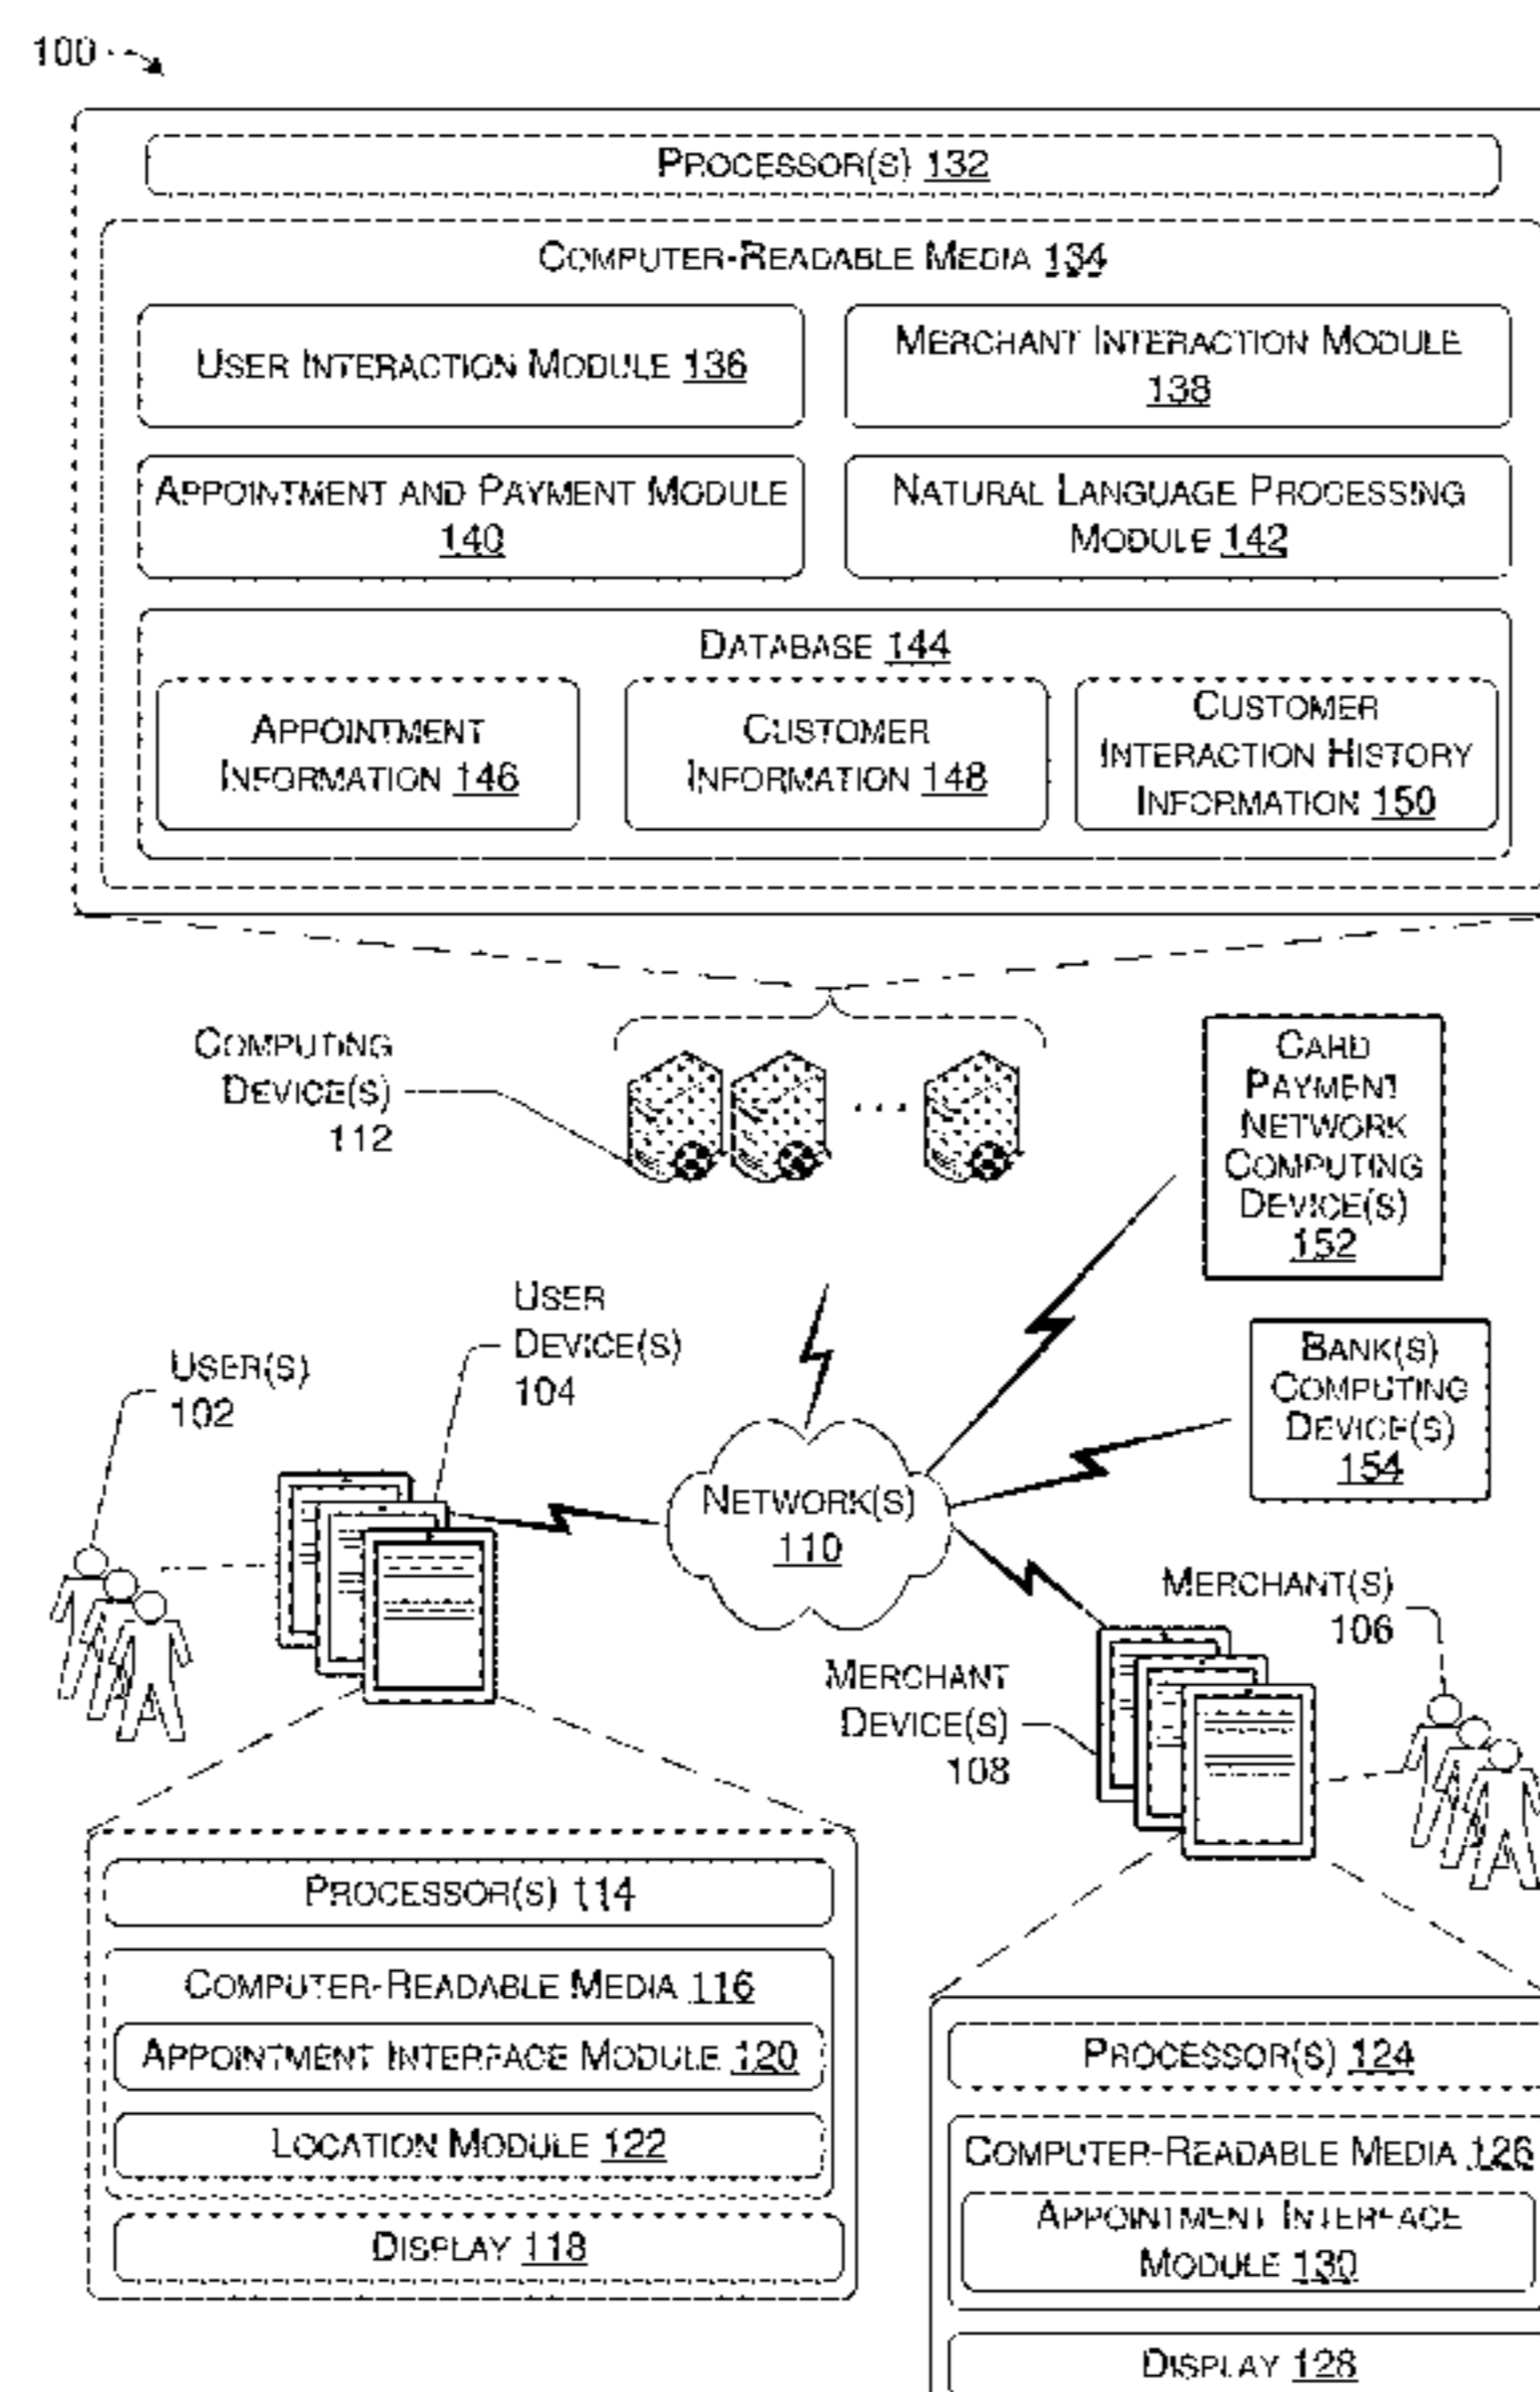 100
PROCESSOR(S) 132
COMPUTER-READABLE MEDIA 134
USER INTERACTION MODULE 136
MERCHANT INTERACTION MODULE
138
APPOINTMENT AND PAYMENT MODULE
140
NATURAL LANGUAGE PROCESSING
MODULE 142
DATABASE 144
APPOINTMENT
INFORMATION 146
CUSTOMER
INFORMATION 148
CUSTOMER
INTERACTION HISTORY
INFORMATION 150
COMPUTING
DEVICE(S)
112
CARD
PAYMENT
NETWORK
COMPUTING
DEVICE(S)
152
USER
DEVICE(S)
104
USER(S)
102
BANK(S)
COMPUTING
DEVICE(S)
154
NETWORK(S)
110
MERCHANT(S)
106
MERCHANT
DEVICE(S)
108
PROCESSOR(S) 114
COMPUTER-READABLE MEDIA 116
APPOINTMENT INTERFACE MODULE 120
LOCATION MODULE 122
DISPLAY 118
PROCESSOR(S) 124
COMPUTER-READABLE MEDIA 126
APPOINTMENT INTERFACE
MODULE 130
DISPLAY 128